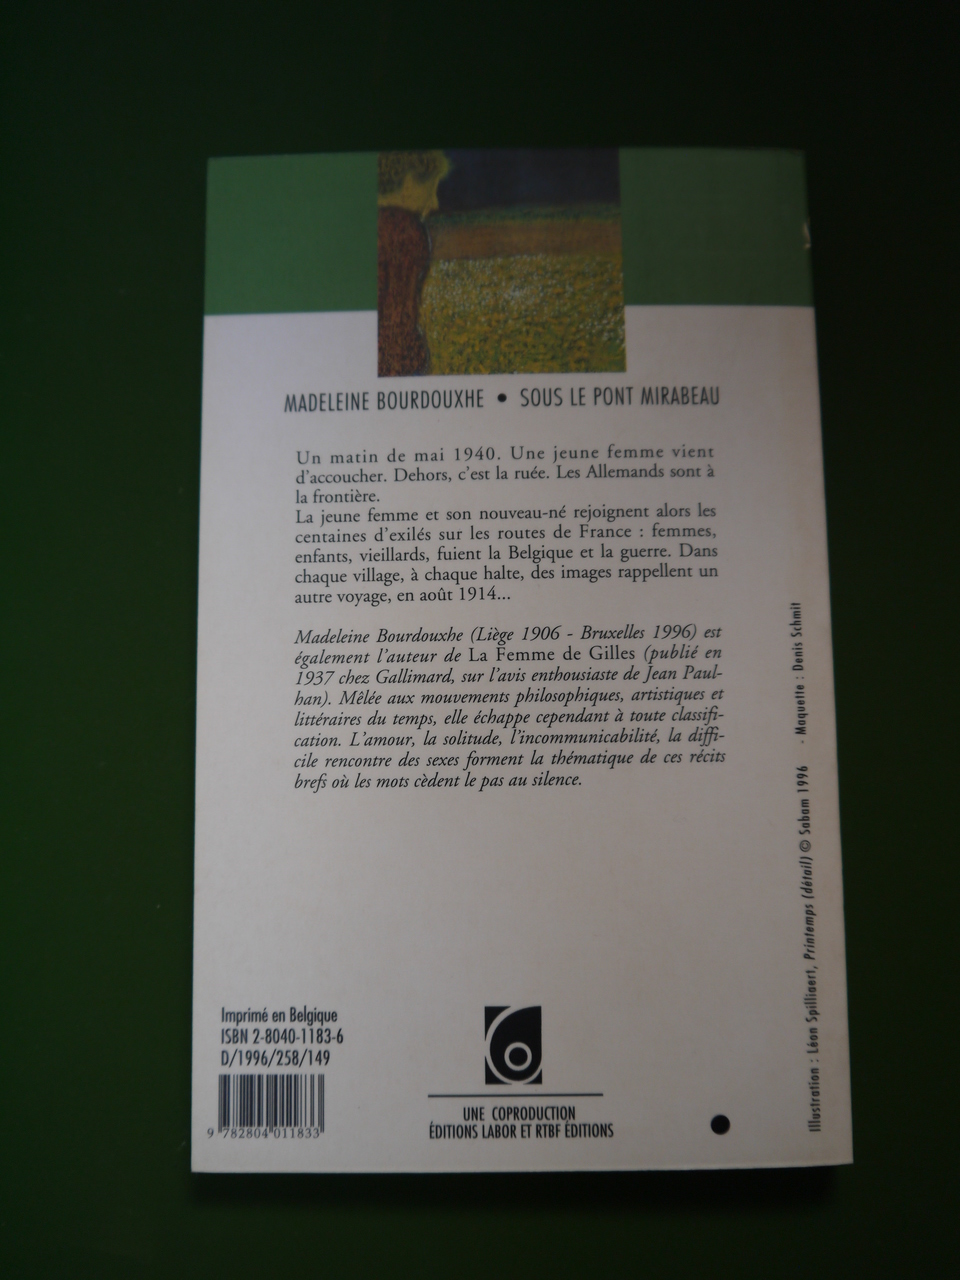 MADELEINE BOURDOUXHE • SOUS LE PONT MIRABEAU
Un matin de mai 1940. Une jeune femme vient
d'accoucher. Dehors, c'est la ruée. Les Allemands sont à
la frontière.
La jeune femme et son nouveau-né rejoignent alors les
centaines d'exilés sur les routes de France : femmes,
enfants, vieillards, fuient la Belgique et la guerre. Dans
chaque village, à chaque halte, des images rappellent un
autre voyage, en août 1914...
Madeleine Bourdouxhe (Liège 1906 - Bruxelles 1996) est
également l'auteur de La Femme de Gilles (publié en
1937 chez Gallimard, sur l'avis enthousiaste de Jean Paul-
han). Mêlée aux mouvements philosophiques, artistiques et
littéraires du temps, elle échappe cependant à toute classifi-
cation. L'amour, la solitude, l'incommunicabilité, la diffi-
cile rencontre des sexes forment la thématique de ces récits
brefs où les mots cèdent le pas au silence.
Illustration : Léon Spilliaert, Printemps (détail) © Sabam 1996 - Maquette : Denis Schmit
Imprimé en Belgique
ISBN 2-8040-1183-6
D/1996/258/149
9 782804 011833
UNE COPRODUCTION
ÉDITIONS LABOR ET RTBF ÉDITIONS